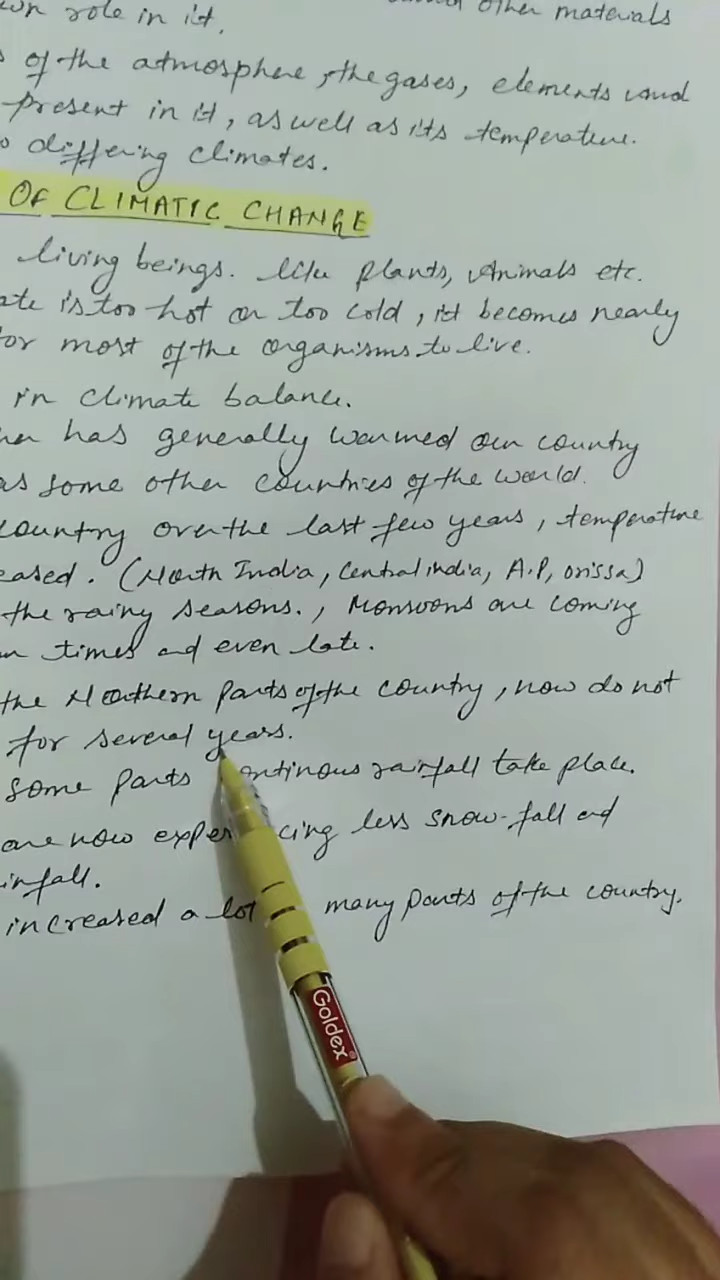 role in it.
other materials
of the atmosphere, the gases, elements and
present in it, as well as its temperature.
differing climates.
OF CLIMATIC CHANGE
living beings. like plants, Animals etc.
ate is too hot or too cold, it becomes nearly
for most of the organisms to live.
in climate balance.
has generally warmed our country
as some other countries of the world.
country over the last few years, temperature
eased. (North India, Central india, A.P, orissa)
the rainy seasons., Monsoons are coming
times and even late.
the Northern parts of the country, now do not
for several years.
some parts ontinous rainfall take place.
are now exper cing less snow-fall and
infall.
increased a lot many parts of the country.
Goldex